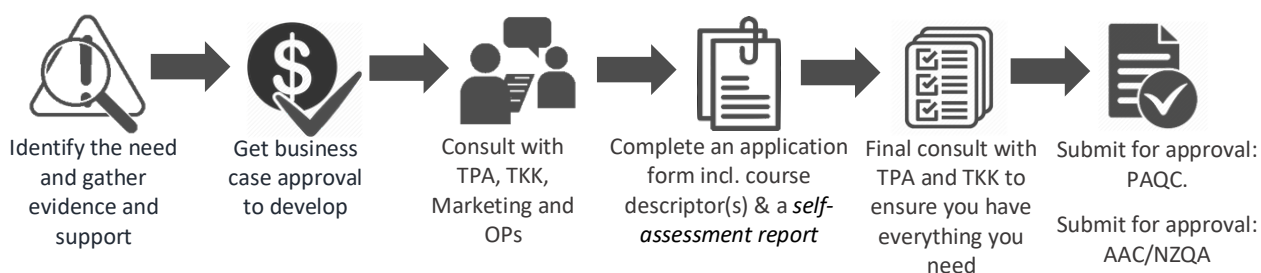 Identify the need
and gather
evidence and
support
Get business
case approval
to develop
Consult with
TPA, TKK,
Marketing and
OPs
Complete an application
form incl. course
descriptor(s) & a self-
assessment report
Final consult with
TPA and TKK to
ensure you have
everything you
need
Submit for approval:
PAQC.
Submit for approval:
AAC/NZQA